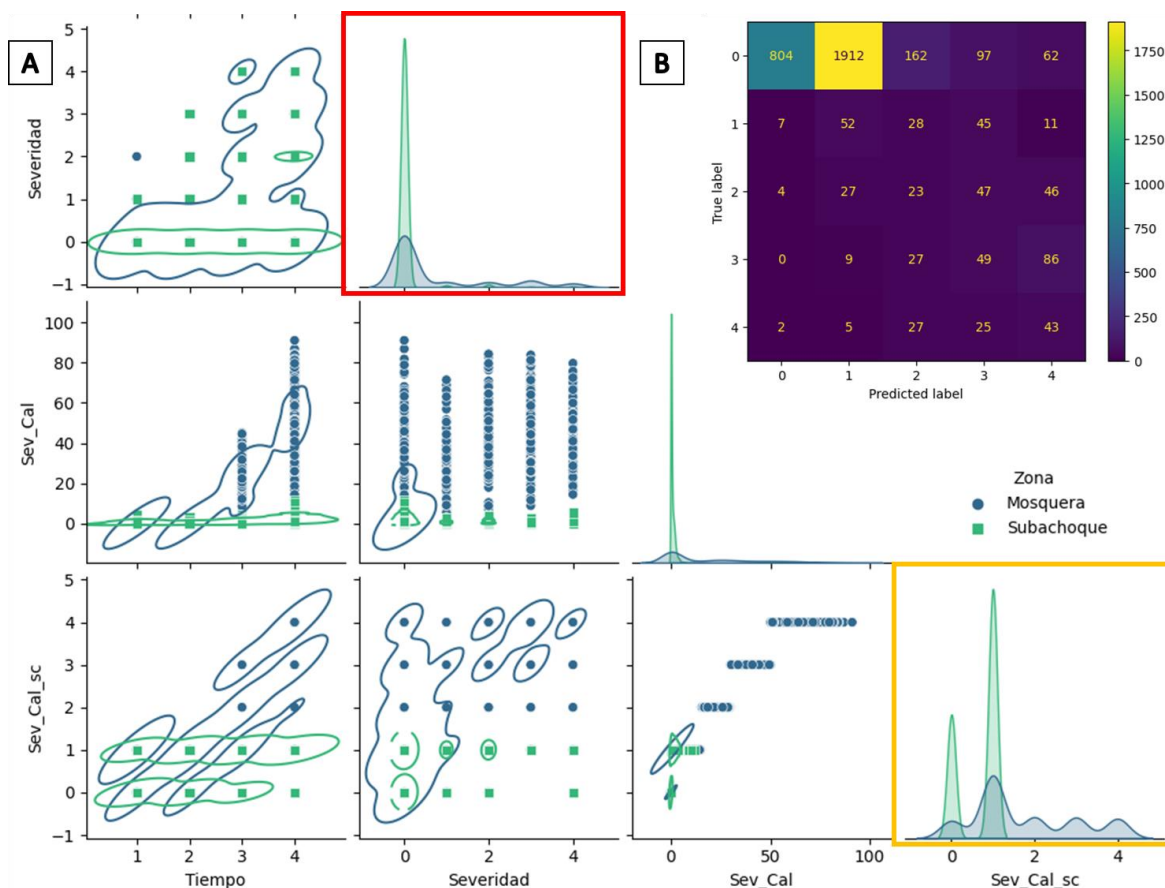 A
Severidad
5
4
3
2
1
0
−1
B
True label
0
1
2
3
4
804 1912 162 97 62
7 52 28 45 11
4 27 23 47 46
0 9 27 49 86
2 5 27 25 43
0 1 2 3 4
Predicted label
1750
1500
1250
1000
750
500
250
0
Sev_Cal
100
80
60
40
20
0
Zona
Mosquera
Subachoque
Sev_Cal_sc
5
4
3
2
1
0
−1
1 2 3 4
Tiempo
0 2 4
Severidad
0 50 100
Sev_Cal
0 2 4
Sev_Cal_sc